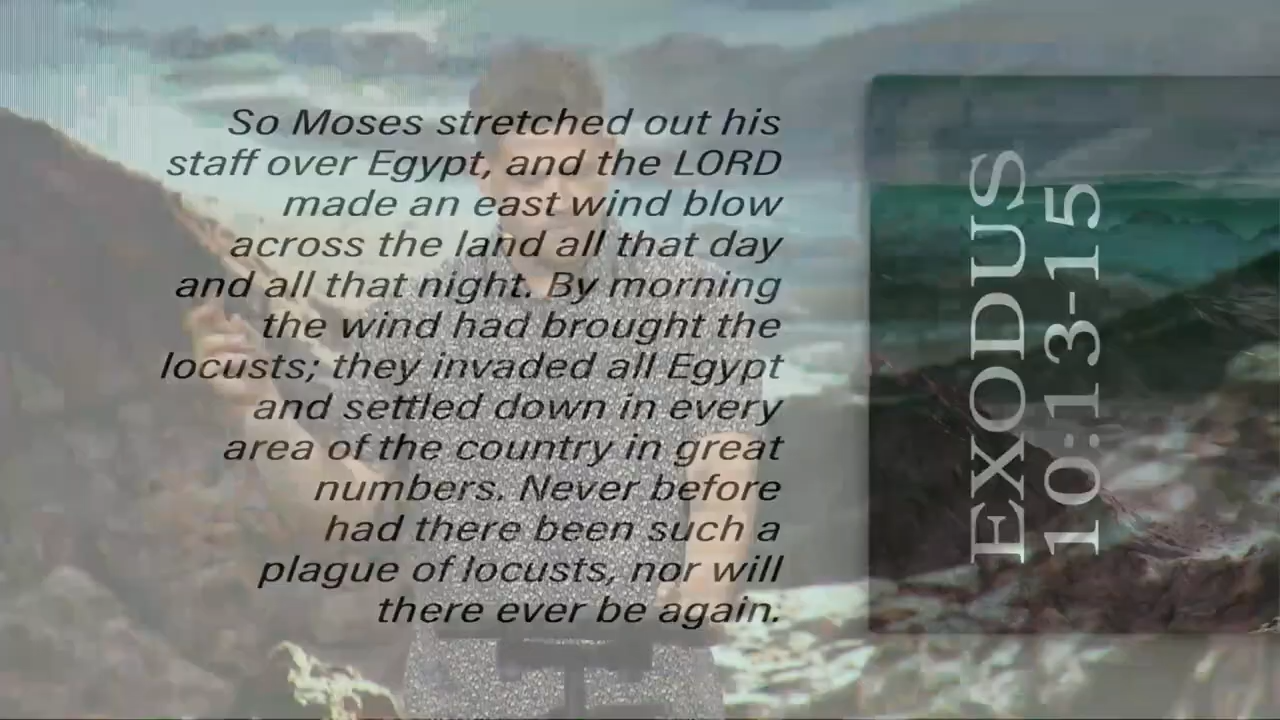 So Moses stretched out his
staff over Egypt, and the LORD
made an east wind blow
across the land all that day
and all that night. By morning
the wind had brought the
locusts; they invaded all Egypt
and settled down in every
area of the country in great
numbers. Never before
had there been such a
plague of locusts, nor will
there ever be again.
EXODUS
10:13-15